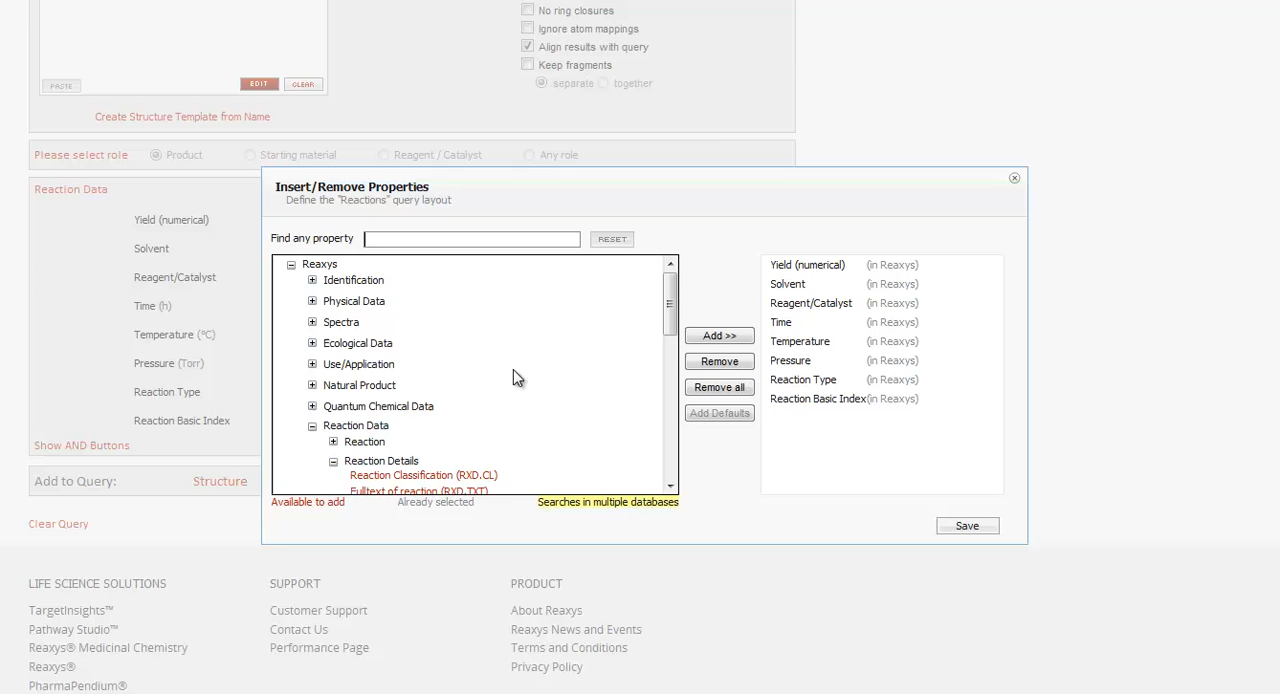 No ring closures
Ignore atom mappings
Align results with query
Keep fragments
separate together
PASTE EDIT CLEAR
Create Structure Template from Name
Please select role Product Starting material Reagent / Catalyst Any role
Reaction Data
Yield (numerical)
Solvent
Reagent/Catalyst
Time (h)
Temperature (°C)
Pressure (Torr)
Reaction Type
Reaction Basic Index
Show AND Buttons
Add to Query: Structure
Clear Query
Insert/Remove Properties
Define the "Reactions" query layout
Find any property RESET
Reaxys
Identification
Physical Data
Spectra
Ecological Data
Use/Application
Natural Product
Quantum Chemical Data
Reaction Data
Reaction
Reaction Details
Reaction Classification (RXD.CL)
Fulltext of reaction (RXD.TXT)
Available to add Already selected Searches in multiple databases
Add >>
Remove
Remove all
Add Defaults
Yield (numerical) (in Reaxys)
Solvent (in Reaxys)
Reagent/Catalyst (in Reaxys)
Time (in Reaxys)
Temperature (in Reaxys)
Pressure (in Reaxys)
Reaction Type (in Reaxys)
Reaction Basic Index(in Reaxys)
Save
LIFE SCIENCE SOLUTIONS
TargetInsights™
Pathway Studio™
Reaxys® Medicinal Chemistry
Reaxys®
PharmaPendium®
SUPPORT
Customer Support
Contact Us
Performance Page
PRODUCT
About Reaxys
Reaxys News and Events
Terms and Conditions
Privacy Policy